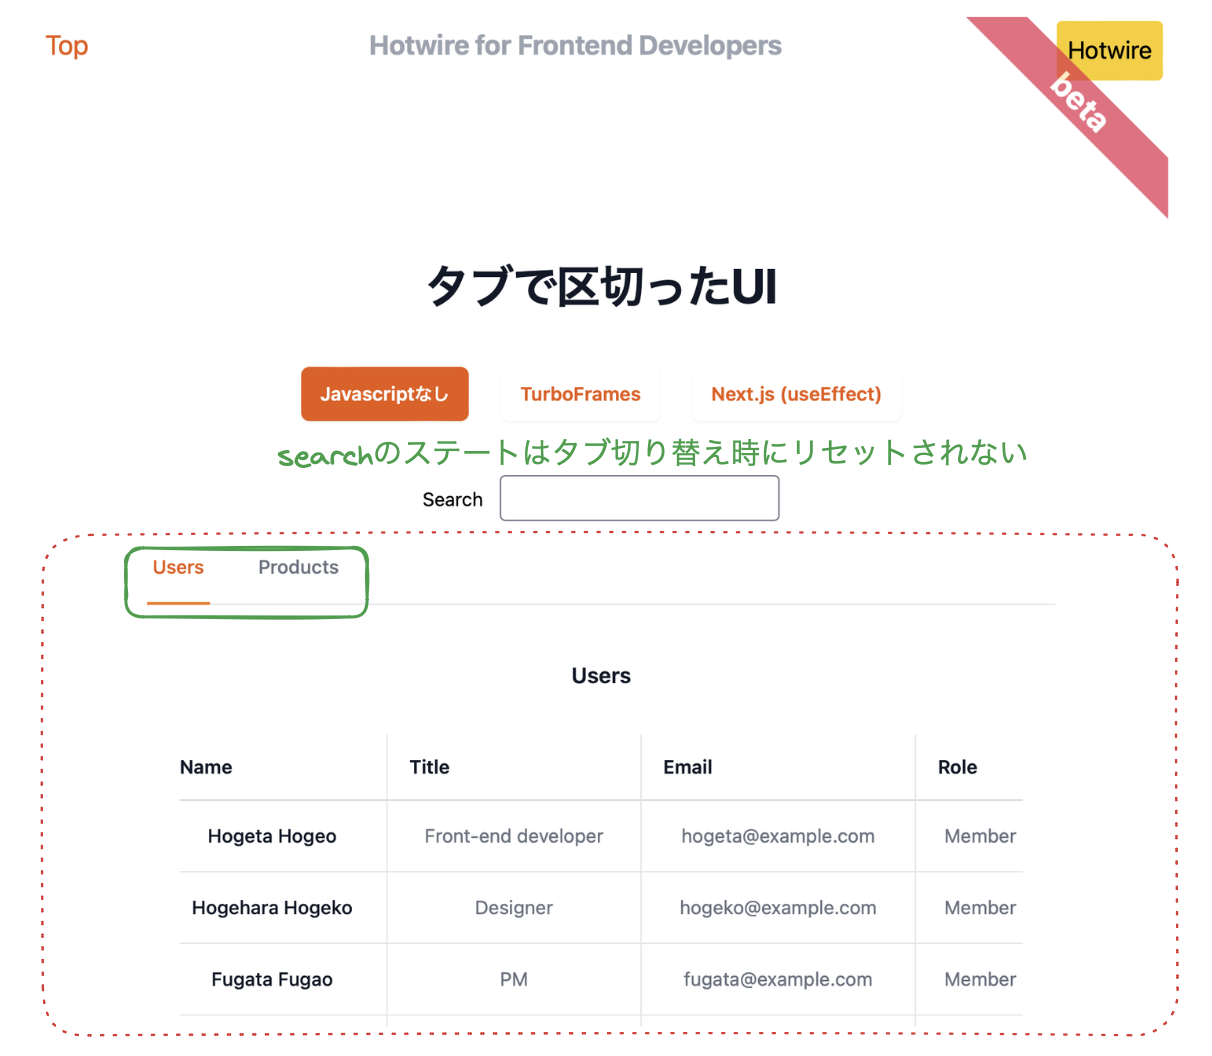 Top
Hotwire for Frontend Developers
Hotwire
beta
タブで区切ったUI
Javascriptなし
TurboFrames
Next.js (useEffect)
searchのステートはタブ切り替え時にリセットされない
Search
Users Products
Users
Name Title Email Role
Hogeta Hogeo Front-end developer hogeta@example.com Member
Hogehara Hogeko Designer hogeko@example.com Member
Fugata Fugao PM fugata@example.com Member